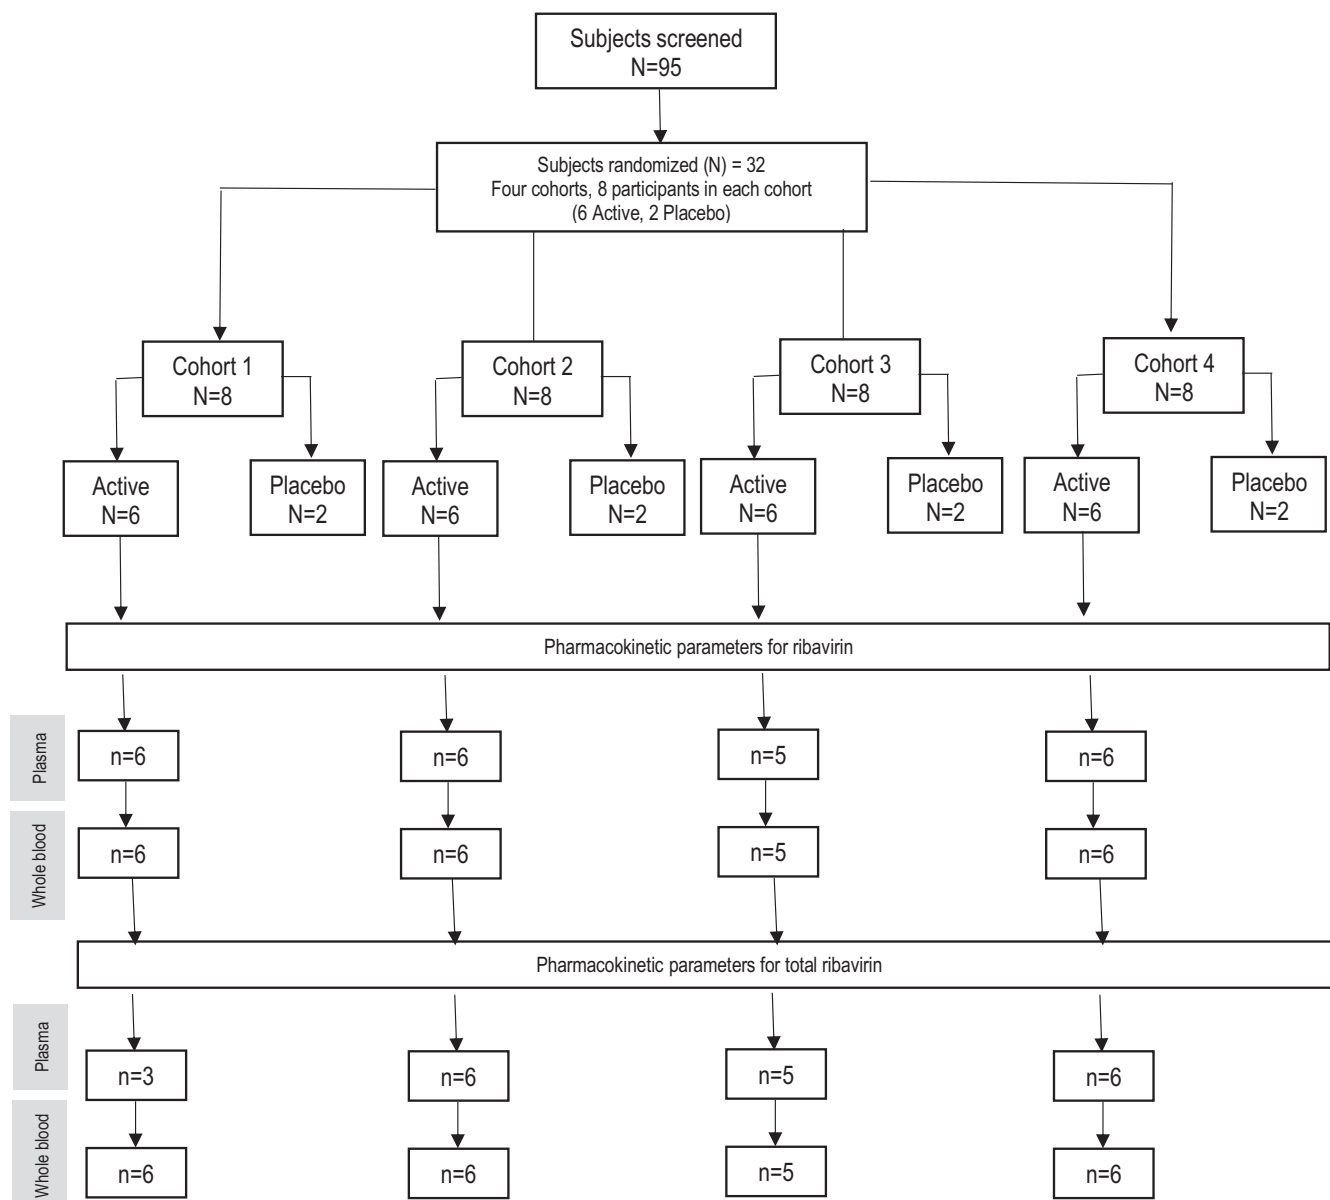 Subjects screened
N=95
Subjects randomized (N) = 32
Four cohorts, 8 participants in each cohort
(6 Active, 2 Placebo)
Cohort 1
N=8
Cohort 2
N=8
Cohort 3
N=8
Cohort 4
N=8
Active
N=6
Placebo
N=2
Active
N=6
Placebo
N=2
Active
N=6
Placebo
N=2
Active
N=6
Placebo
N=2
Pharmacokinetic parameters for ribavirin
Plasma
n=6
n=6
n=5
n=6
Whole blood
n=6
n=6
n=5
n=6
Pharmacokinetic parameters for total ribavirin
Plasma
n=3
n=6
n=5
n=6
Whole blood
n=6
n=6
n=5
n=6